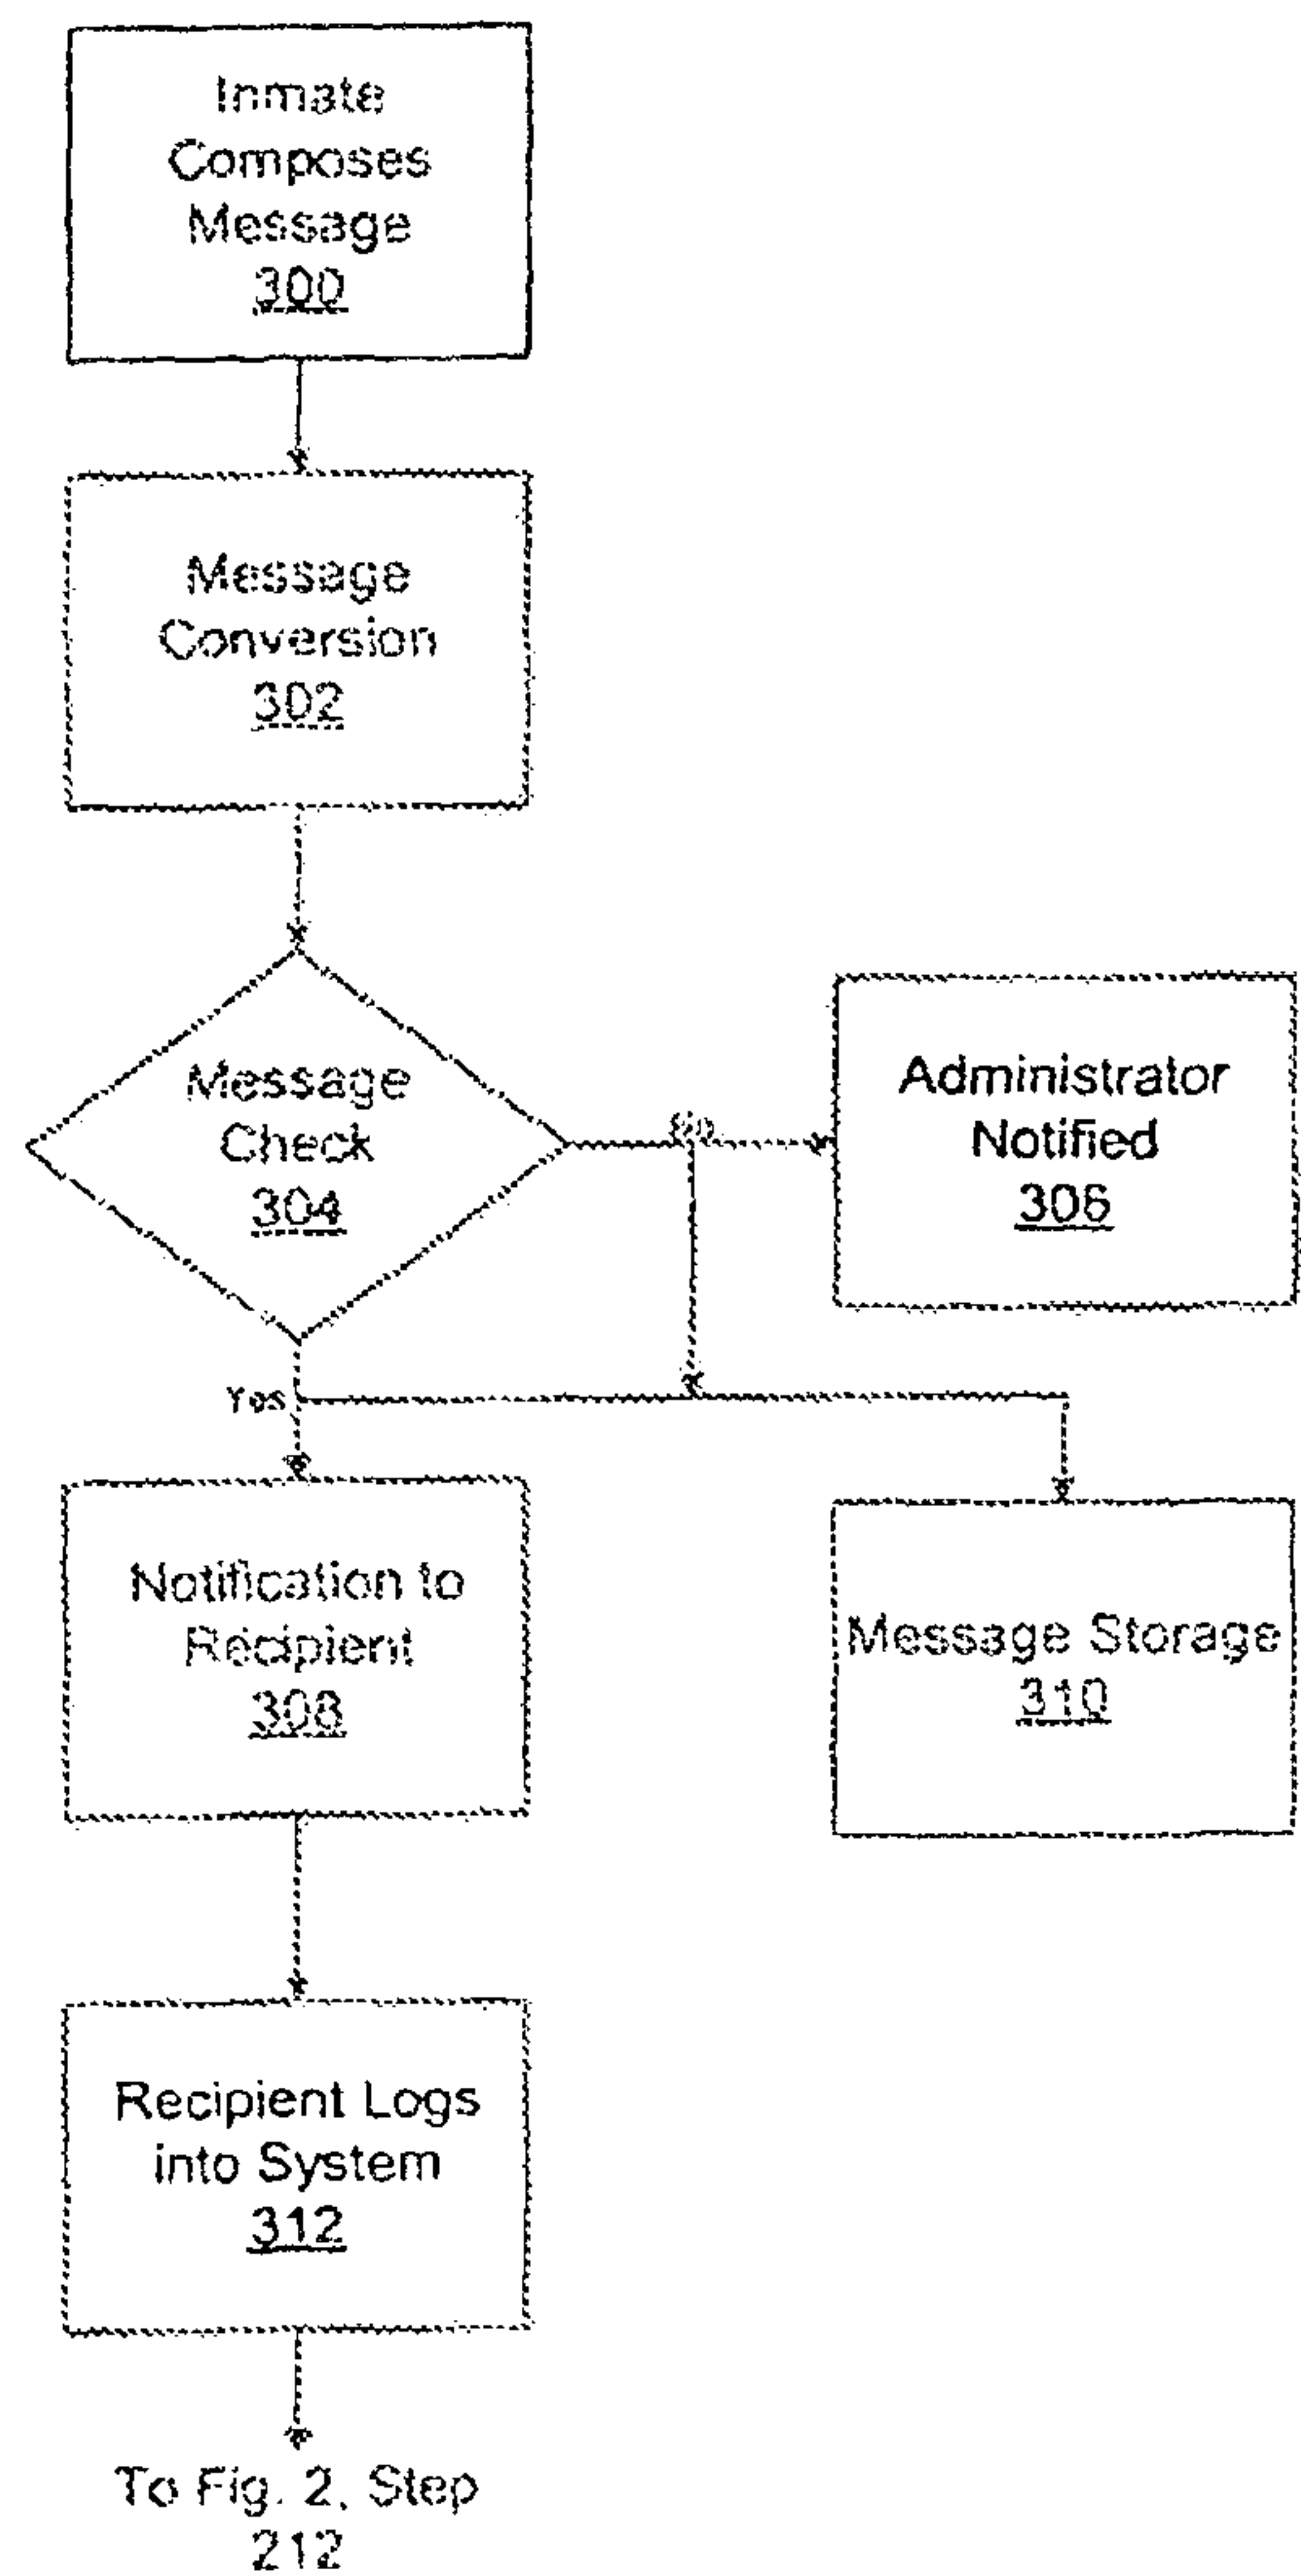 Inmate
Composes
Message
300
Message
Conversion
302
Message
Check
304
No
Administrator
Notified
306
Yes
Notification to
Recipient
308
Message Storage
310
Recipient Logs
into System
312
To Fig. 2, Step
212